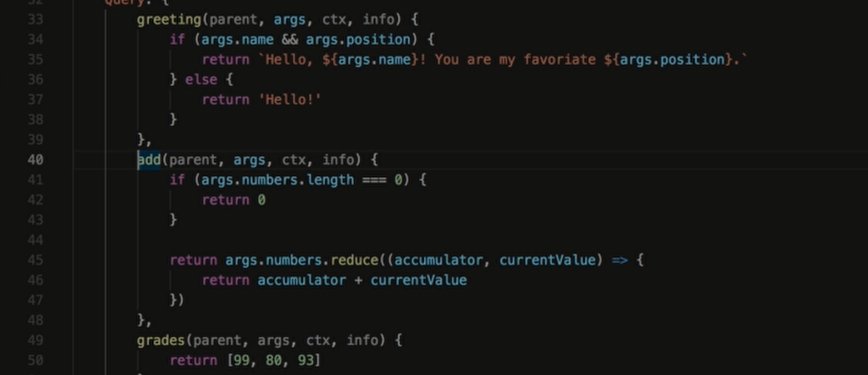 32 Query: {
33 greeting(parent, args, ctx, info) {
34 if (args.name && args.position) {
35 return `Hello, ${args.name}! You are my favoriate ${args.position}.`
36 } else {
37 return 'Hello!'
38 }
39 },
40 add(parent, args, ctx, info) {
41 if (args.numbers.length === 0) {
42 return 0
43 }
44
45 return args.numbers.reduce((accumulator, currentValue) => {
46 return accumulator + currentValue
47 })
48 },
49 grades(parent, args, ctx, info) {
50 return [99, 80, 93]